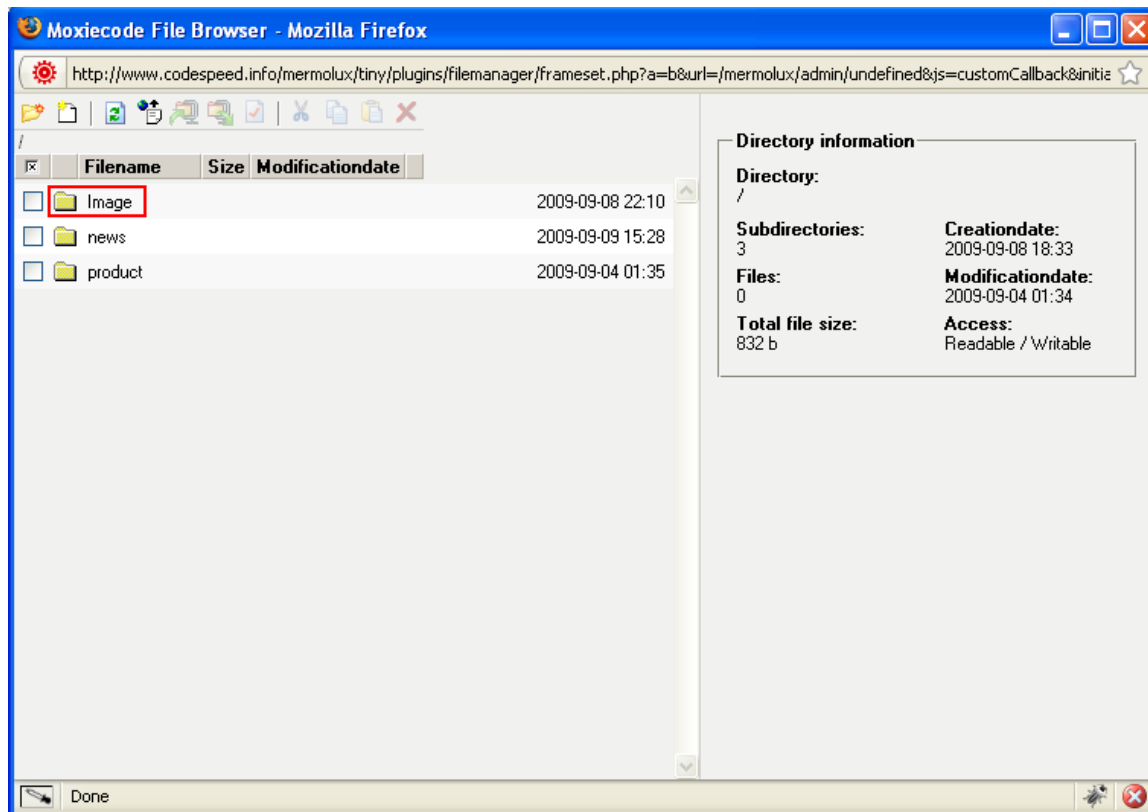 Moxiecode File Browser - Mozilla Firefox
http://www.codespeed.info/mermolux/tiny/plugins/filemanager/frameset.php?a=b&url=/mermolux/admin/undefined&js=customCallback&initia
/
Filename Size Modificationdate
Image 2009-09-08 22:10
news 2009-09-09 15:28
product 2009-09-04 01:35
Directory information
Directory:
/
Subdirectories: Creationdate:
3 2009-09-08 18:33
Files: Modificationdate:
0 2009-09-04 01:34
Total file size: Access:
832 b Readable / Writable
Done